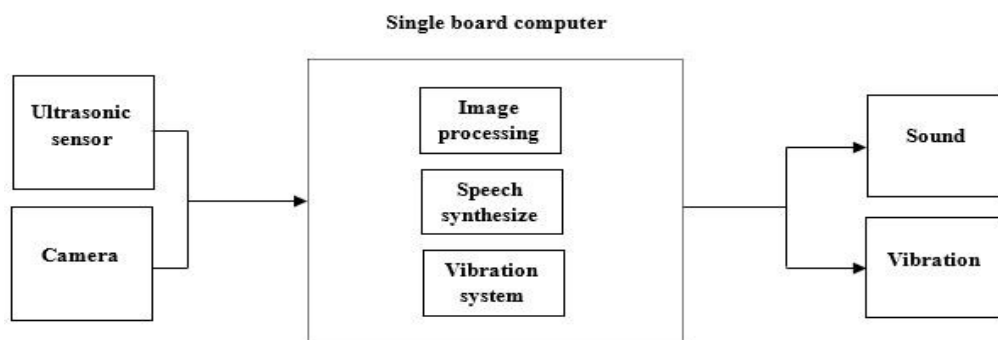 Single board computer
Ultrasonic
sensor
Camera
Image
processing
Speech
synthesize
Vibration
system
Sound
Vibration